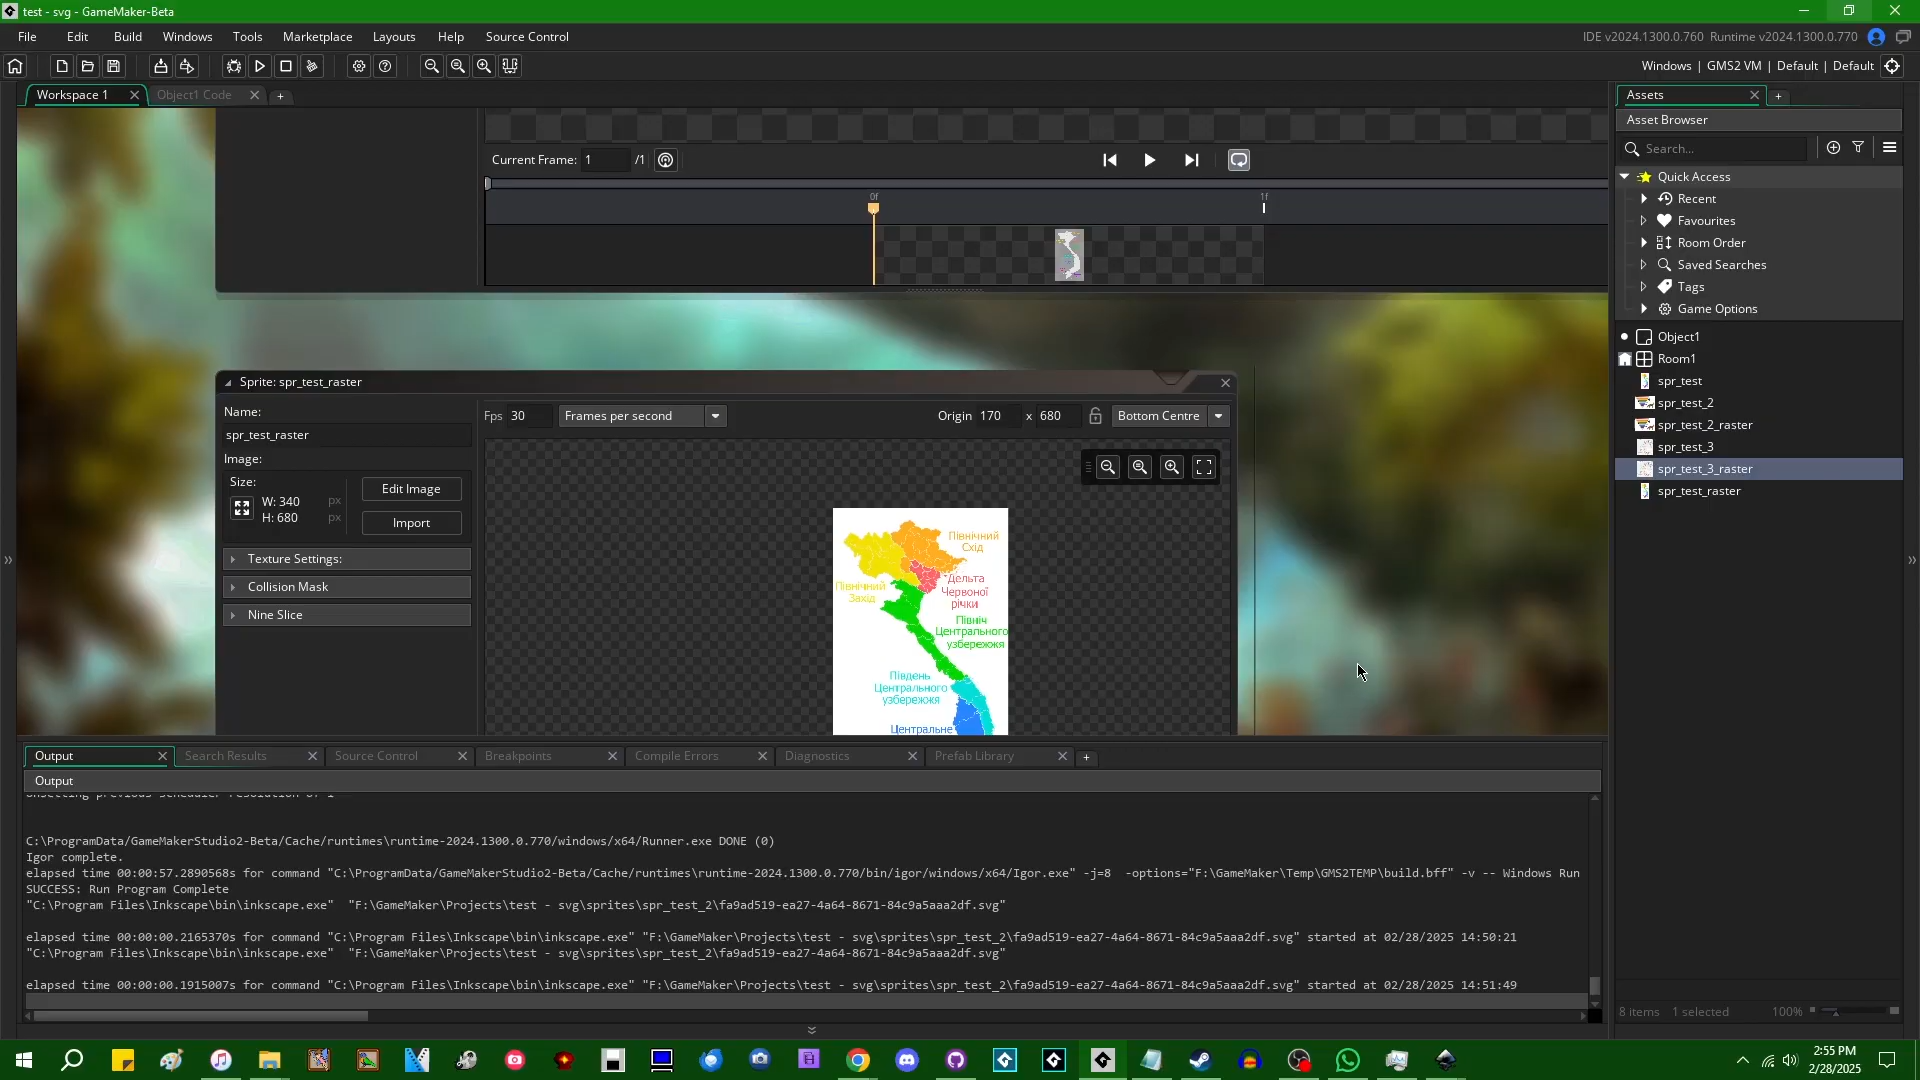 test - svg - GameMaker-Beta
File Edit Build Windows Tools Marketplace Layouts Help Source Control
IDE v2024.1300.0.760 Runtime v2024.1300.0.770
Windows | GMS2 VM | Default | Default
Workspace 1
Object1 Code
Current Frame: 1 /1
0f
1f
Sprite: spr_test_raster
Name:
spr_test_raster
Image:
Size:
W: 340 px
H: 680 px
Edit Image
Import
Texture Settings:
Collision Mask
Nine Slice
Fps 30 Frames per second
Origin 170 x 680 Bottom Centre
Північний
Схід
Північний
Захід
Дельта
Червоної
річки
Північ
Центрального
узбережжя
Південь
Центрального
узбережжя
Центральне
Assets
Asset Browser
Search...
Quick Access
Recent
Favourites
Room Order
Saved Searches
Tags
Game Options
Object1
Room1
spr_test
spr_test_2
spr_test_2_raster
spr_test_3
spr_test_3_raster
spr_test_raster
8 items 1 selected 100%
Output Search Results Source Control Breakpoints Compile Errors Diagnostics Prefab Library
Output
C:\ProgramData/GameMakerStudio2-Beta/Cache/runtimes\runtime-2024.1300.0.770/windows/x64/Runner.exe DONE (0)
Igor complete.
elapsed time 00:00:57.2890568s for command "C:\ProgramData/GameMakerStudio2-Beta/Cache/runtimes\runtime-2024.1300.0.770/bin/igor/windows/x64/Igor.exe" -j=8 -options="F:\GameMaker\Temp\GMS2TEMP\build.bff" -v -- Windows Run
SUCCESS: Run Program Complete
"C:\Program Files\Inkscape\bin\inkscape.exe" "F:\GameMaker\Projects\test - svg\sprites\spr_test_2\fa9ad519-ea27-4a64-8671-84c9a5aaa2df.svg"
elapsed time 00:00:00.2165370s for command "C:\Program Files\Inkscape\bin\inkscape.exe" "F:\GameMaker\Projects\test - svg\sprites\spr_test_2\fa9ad519-ea27-4a64-8671-84c9a5aaa2df.svg" started at 02/28/2025 14:50:21
"C:\Program Files\Inkscape\bin\inkscape.exe" "F:\GameMaker\Projects\test - svg\sprites\spr_test_2\fa9ad519-ea27-4a64-8671-84c9a5aaa2df.svg"
elapsed time 00:00:00.1915007s for command "C:\Program Files\Inkscape\bin\inkscape.exe" "F:\GameMaker\Projects\test - svg\sprites\spr_test_2\fa9ad519-ea27-4a64-8671-84c9a5aaa2df.svg" started at 02/28/2025 14:51:49
2:55 PM
2/28/2025